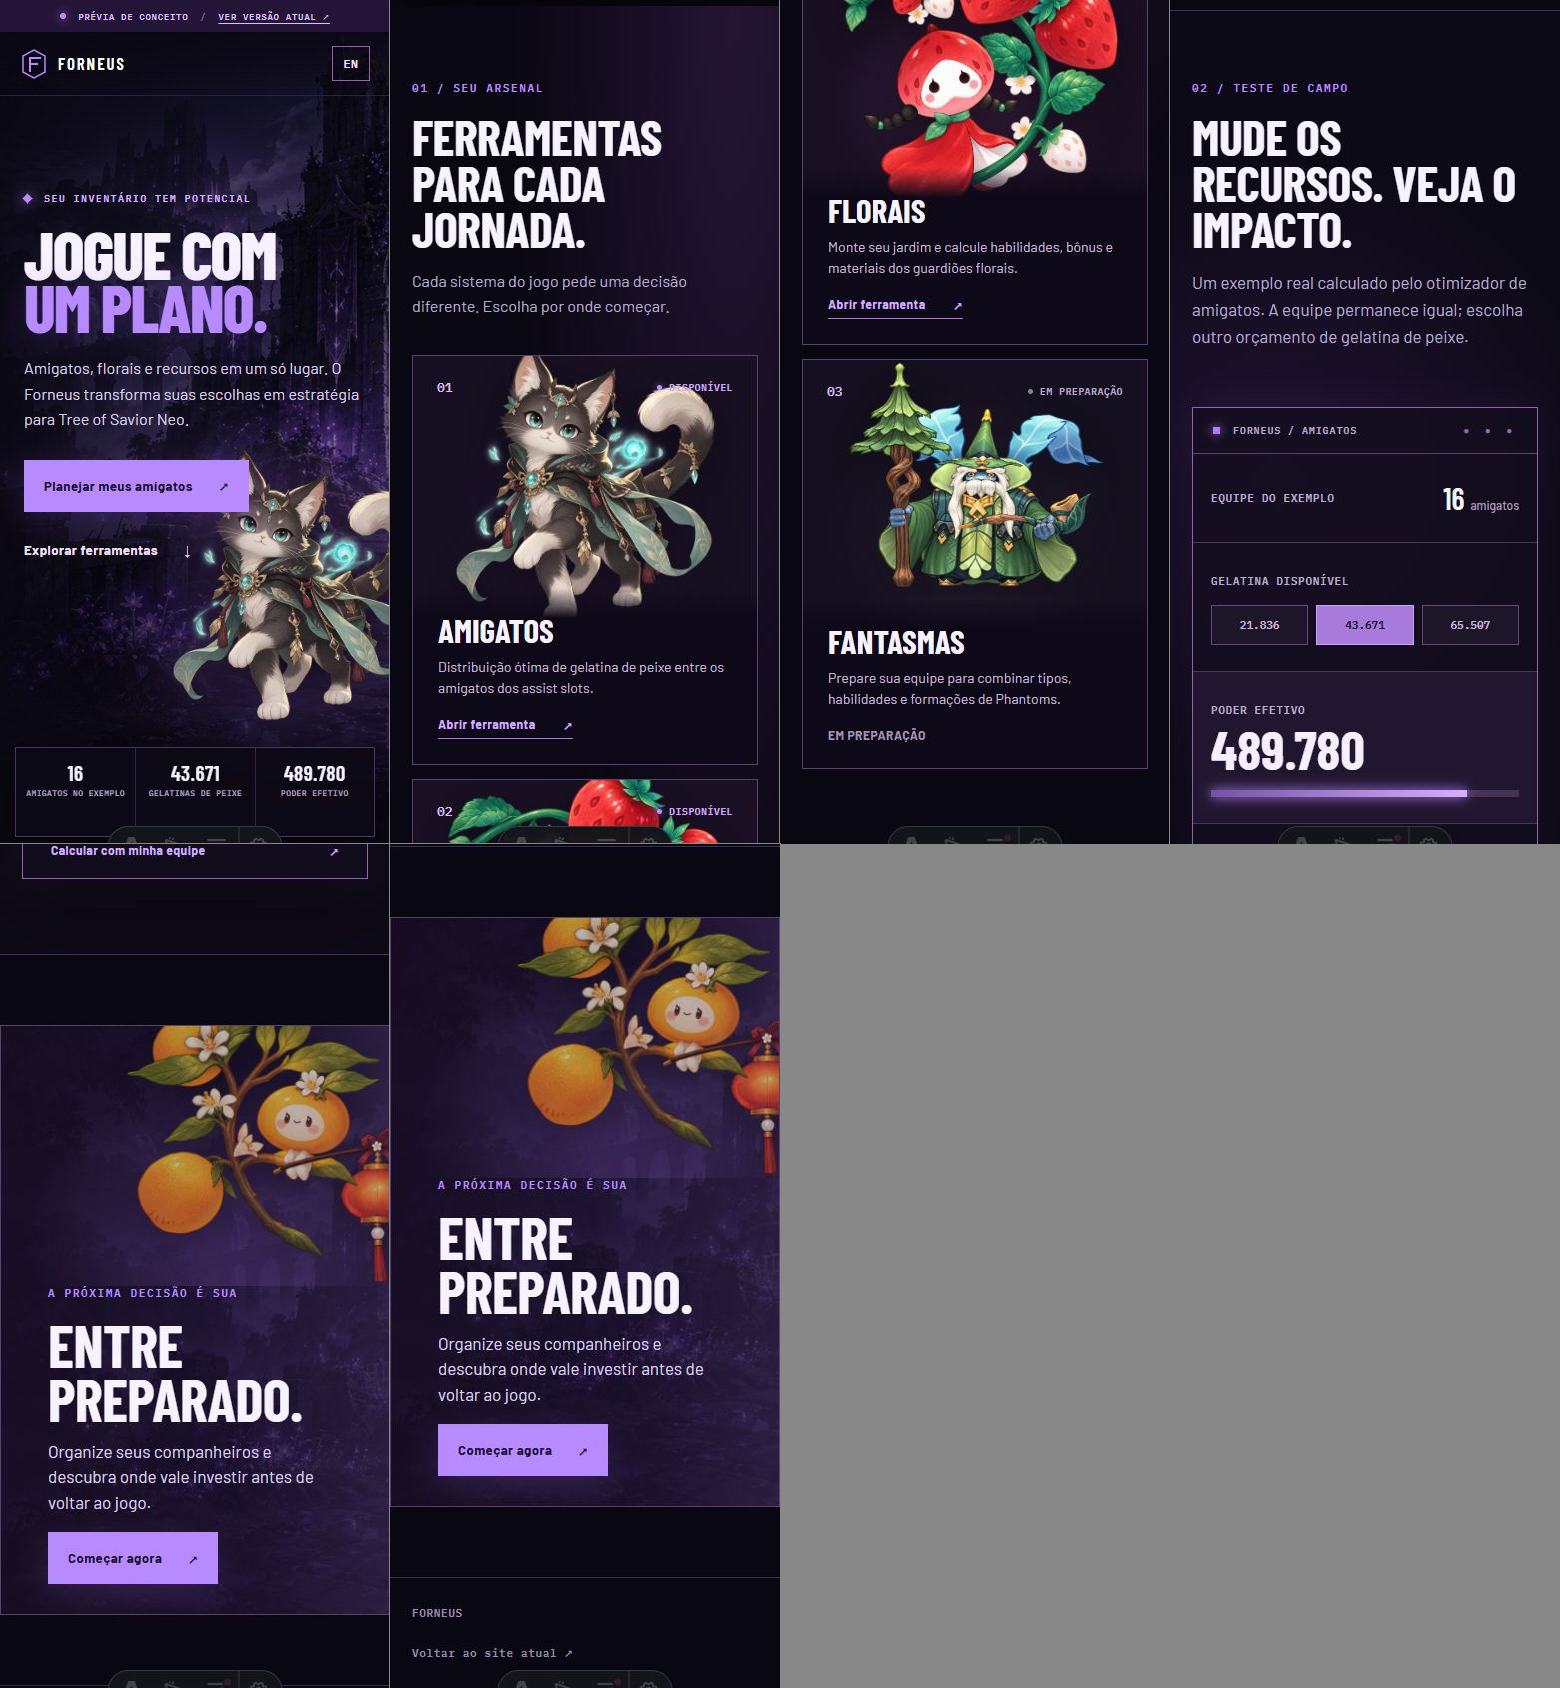 PRÉVIA DE CONCEITO / VER VERSÃO ATUAL ↗
FORNEUS
EN
SEU INVENTÁRIO TEM POTENCIAL
JOGUE COM
UM PLANO.
Amigatos, florais e recursos em um só lugar. O
Forneus transforma suas escolhas em estratégia
para Tree of Savior Neo.
Planejar meus amigatos ↗
Explorar ferramentas ↓
16
AMIGATOS NO EXEMPLO
43.671
GELATINAS DE PEIXE
489.780
PODER EFETIVO
01 / SEU ARSENAL
FERRAMENTAS
PARA CADA
JORNADA.
Cada sistema do jogo pede uma decisão
diferente. Escolha por onde começar.
01
DISPONÍVEL
AMIGATOS
Distribuição ótima de gelatina de peixe entre os
amigatos dos assist slots.
Abrir ferramenta ↗
02
DISPONÍVEL
FLORAIS
Monte seu jardim e calcule habilidades, bônus e
materiais dos guardiões florais.
Abrir ferramenta ↗
03
EM PREPARAÇÃO
FANTASMAS
Prepare sua equipe para combinar tipos,
habilidades e formações de Phantoms.
EM PREPARAÇÃO
02 / TESTE DE CAMPO
MUDE OS
RECURSOS. VEJA O
IMPACTO.
Um exemplo real calculado pelo otimizador de
amigatos. A equipe permanece igual; escolha
outro orçamento de gelatina de peixe.
FORNEUS / AMIGATOS
EQUIPE DO EXEMPLO
16 amigatos
GELATINA DISPONÍVEL
21.836
43.671
65.507
PODER EFETIVO
489.780
Calcular com minha equipe ↗
A PRÓXIMA DECISÃO É SUA
ENTRE
PREPARADO.
Organize seus companheiros e
descubra onde vale investir antes de
voltar ao jogo.
Começar agora ↗
A PRÓXIMA DECISÃO É SUA
ENTRE
PREPARADO.
Organize seus companheiros e
descubra onde vale investir antes de
voltar ao jogo.
Começar agora ↗
FORNEUS
Voltar ao site atual ↗